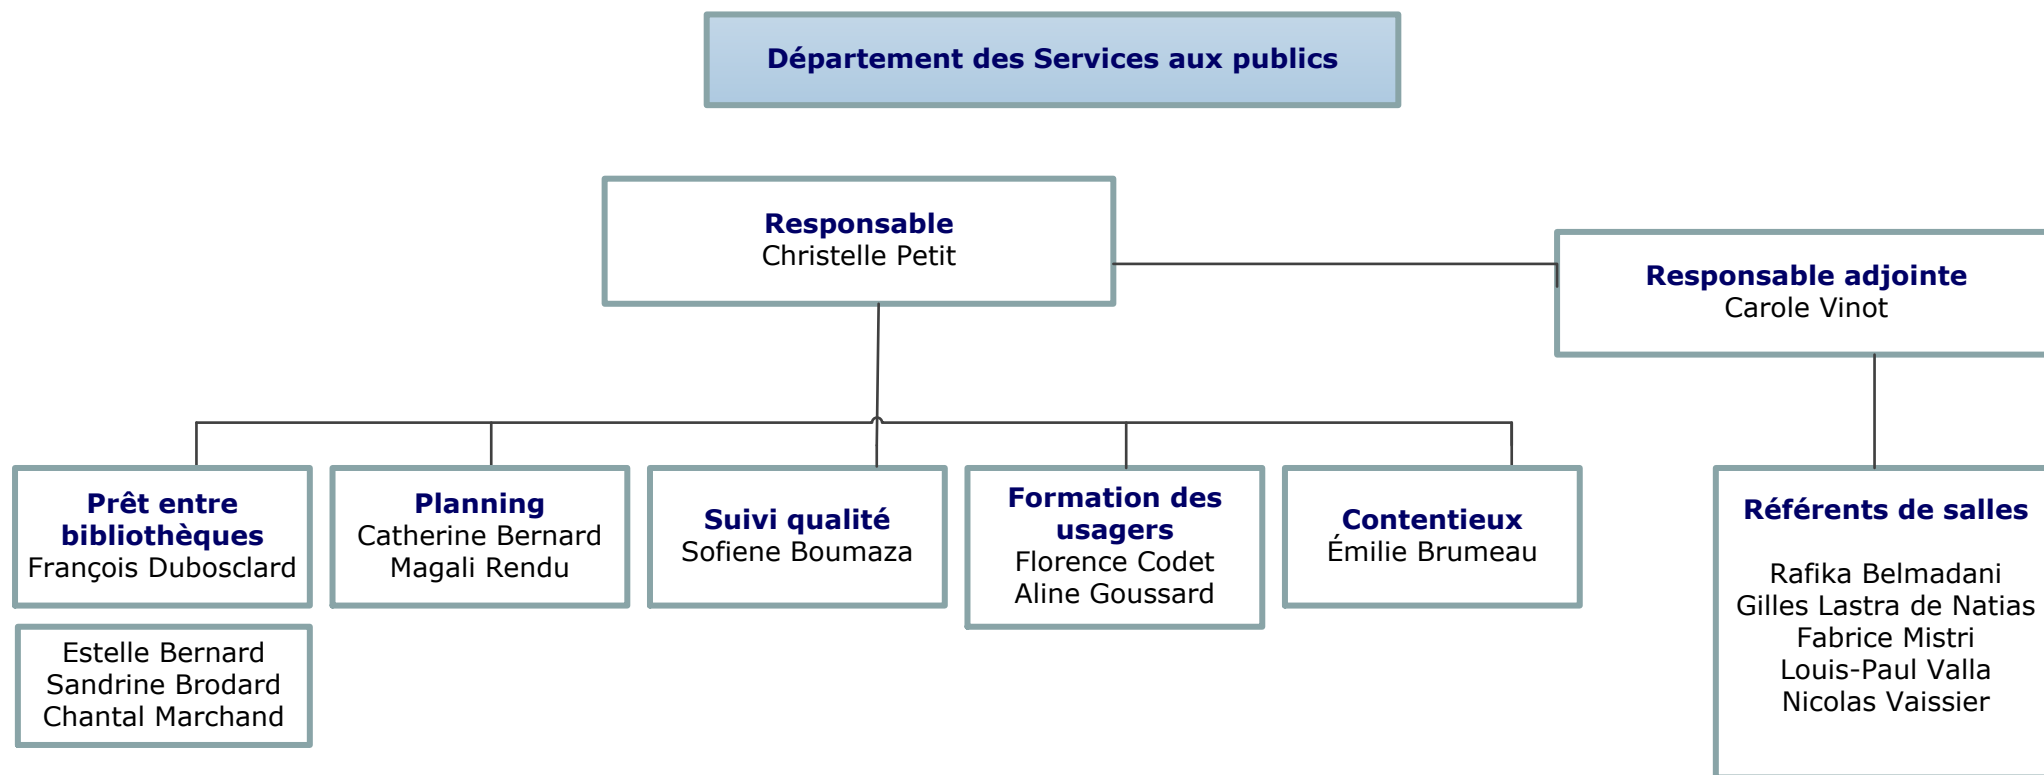 Département des Services aux publics
Responsable
Christelle Petit
Responsable adjointe
Carole Vinot
Prêt entre
bibliothèques
François Dubosclard
Estelle Bernard
Sandrine Brodard
Chantal Marchand
Planning
Catherine Bernard
Magali Rendu
Suivi qualité
Sofiene Boumaza
Formation des
usagers
Florence Codet
Aline Goussard
Contentieux
Émilie Brumeau
Référents de salles
Rafika Belmadani
Gilles Lastra de Natias
Fabrice Mistri
Louis-Paul Valla
Nicolas Vaissier